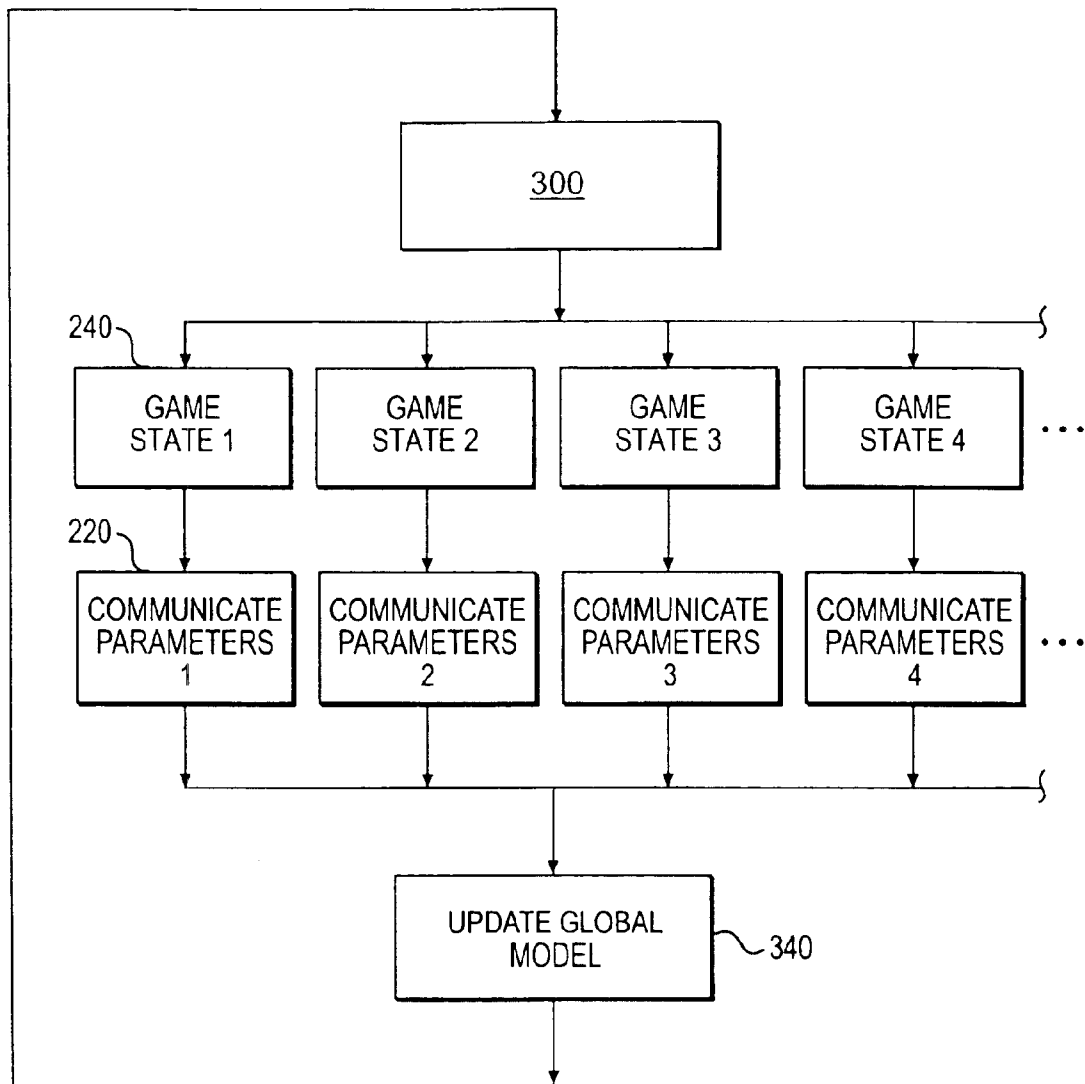 300
240
GAME
STATE 1
GAME
STATE 2
GAME
STATE 3
GAME
STATE 4
...
220
COMMUNICATE
PARAMETERS
1
COMMUNICATE
PARAMETERS
2
COMMUNICATE
PARAMETERS
3
COMMUNICATE
PARAMETERS
4
...
UPDATE GLOBAL
MODEL
340